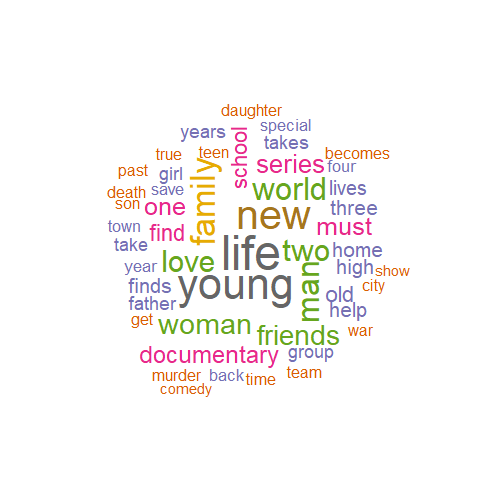 daughter
years special
school takes
true teen becomes
family series four
past girl
death save world lives
son one new three
town find must
take love life two home
year young man high show
finds city
father old
get woman help
friends war
documentary group
murder back time team
comedy